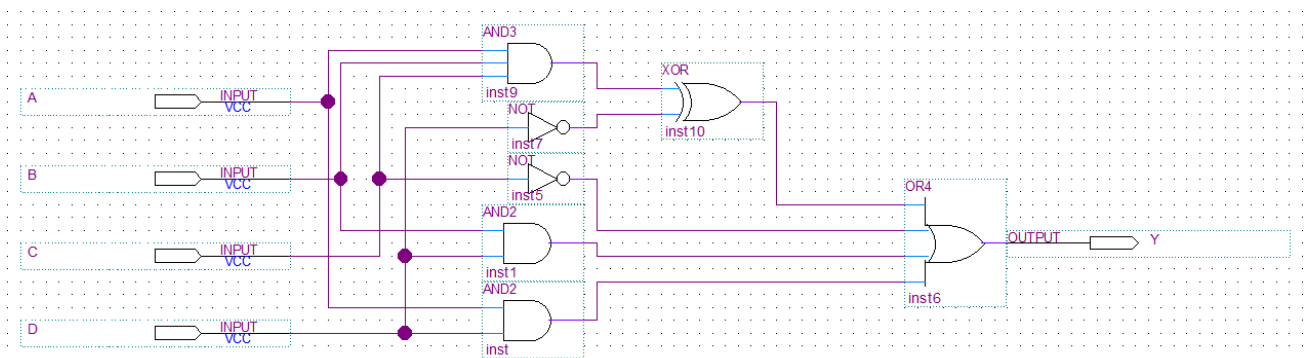 AND3
inst9
XOR
inst10
A
INPUT
VCC
NOT
inst7
B
INPUT
VCC
NOT
inst5
OR4
AND2
inst1
C
INPUT
VCC
OUTPUT
Y
inst6
AND2
inst
D
INPUT
VCC